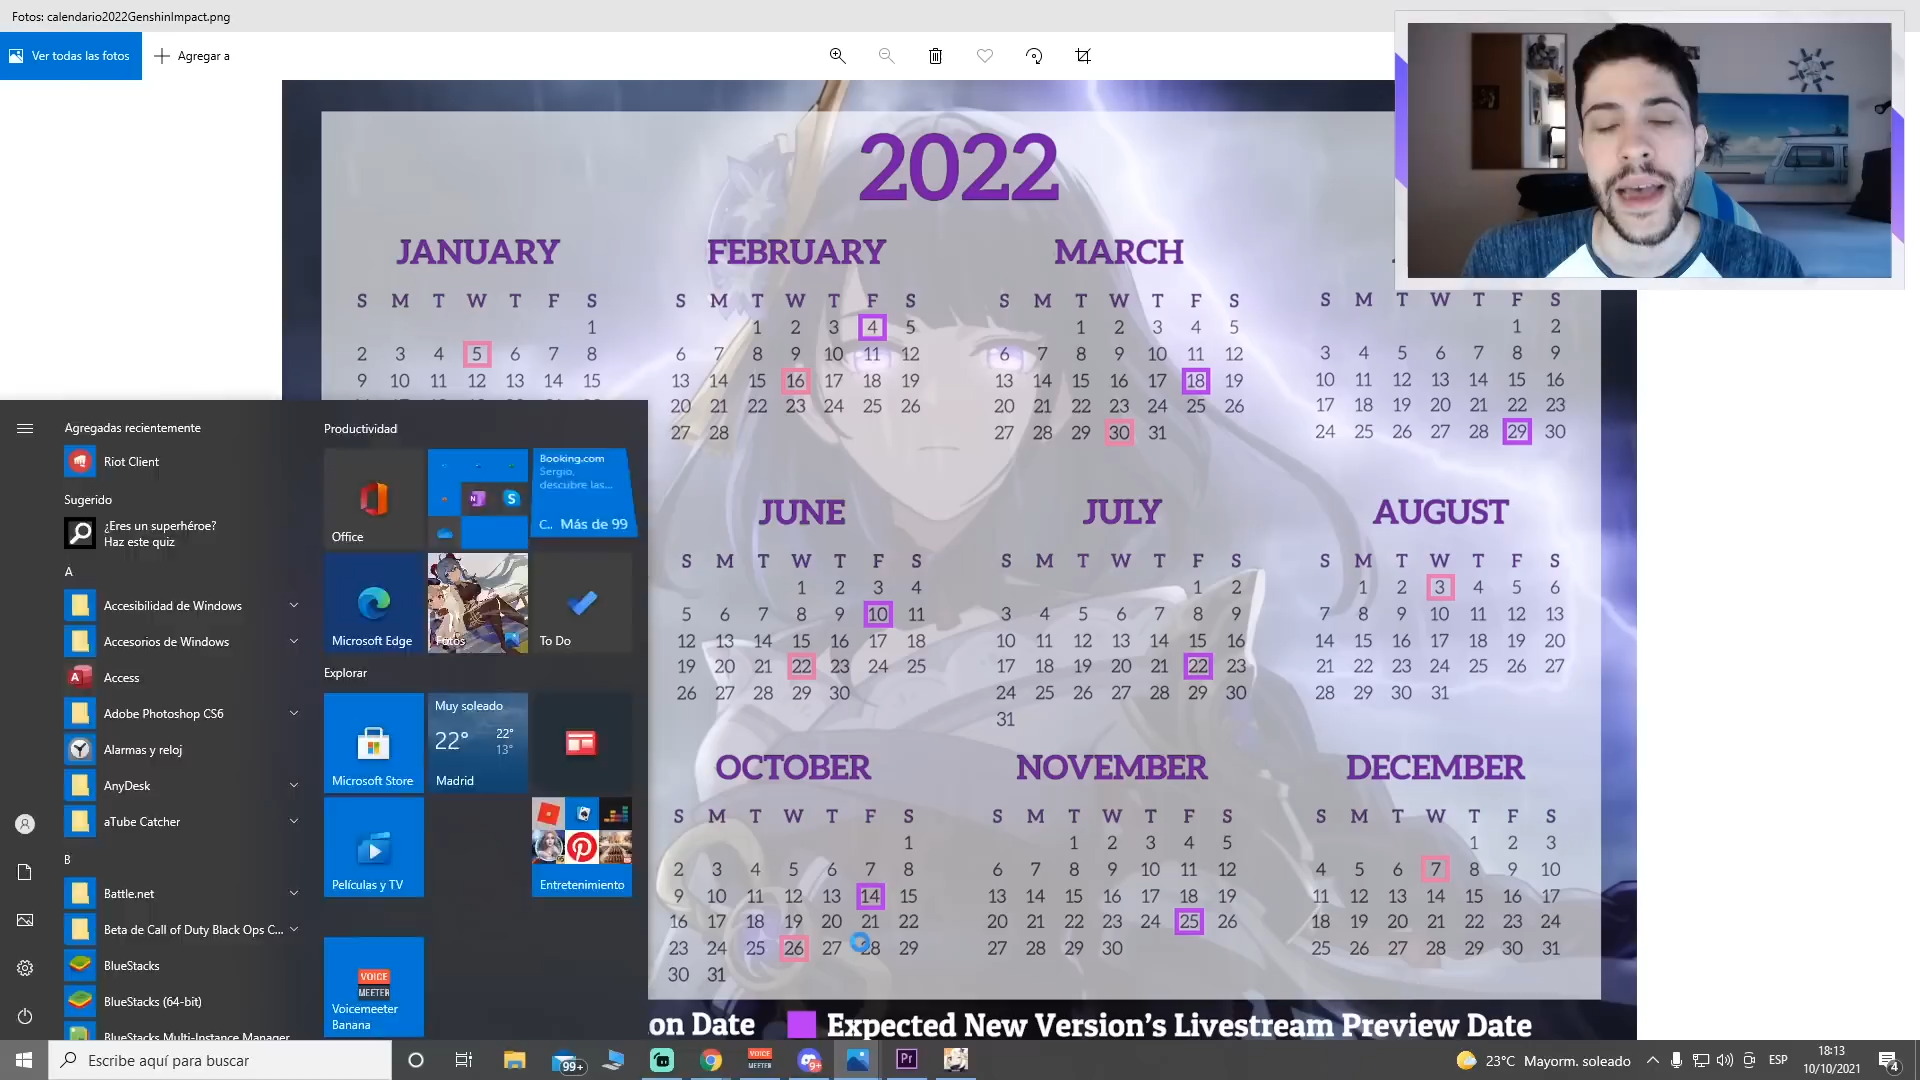 Fotos: calendario2022GenshinImpact.png
Ver todas las fotos
Agregar a
2022
JANUARY
S M T W T F S
1
2 3 4 5 6 7 8
9 10 11 12 13 14 15
FEBRUARY
S M T W T F S
1 2 3 4 5
6 7 8 9 10 11 12
13 14 15 16 17 18 19
20 21 22 23 24 25 26
27 28
MARCH
S M T W T F S
1 2 3 4 5
6 7 8 9 10 11 12
13 14 15 16 17 18 19
20 21 22 23 24 25 26
27 28 29 30 31
S M T W T F S
1 2
3 4 5 6 7 8 9
10 11 12 13 14 15 16
17 18 19 20 21 22 23
24 25 26 27 28 29 30
JUNE
S M T W T F S
1 2 3 4
5 6 7 8 9 10 11
12 13 14 15 16 17 18
19 20 21 22 23 24 25
26 27 28 29 30
JULY
S M T W T F S
1 2
3 4 5 6 7 8 9
10 11 12 13 14 15 16
17 18 19 20 21 22 23
24 25 26 27 28 29 30
31
AUGUST
S M T W T F S
1 2 3 4 5 6
7 8 9 10 11 12 13
14 15 16 17 18 19 20
21 22 23 24 25 26 27
28 29 30 31
OCTOBER
S M T W T F S
1
2 3 4 5 6 7 8
9 10 11 12 13 14 15
16 17 18 19 20 21 22
23 24 25 26 27 28 29
30 31
NOVEMBER
S M T W T F S
1 2 3 4 5
6 7 8 9 10 11 12
13 14 15 16 17 18 19
20 21 22 23 24 25 26
27 28 29 30
DECEMBER
S M T W T F S
1 2 3
4 5 6 7 8 9 10
11 12 13 14 15 16 17
18 19 20 21 22 23 24
25 26 27 28 29 30 31
on Date
Expected New Version's Livestream Preview Date
Agregadas recientemente
Riot Client
Sugerido
¿Eres un superhéroe?
Haz este quiz
A
Accesibilidad de Windows
Accesorios de Windows
Access
Adobe Photoshop CS6
Alarmas y reloj
AnyDesk
aTube Catcher
B
Battle.net
Beta de Call of Duty Black Ops C...
BlueStacks
BlueStacks (64-bit)
BlueStacks Multi-Instance Manager
Productividad
Office
Booking.com
Sergio,
descubre las...
C.. Más de 99
Microsoft Edge
Fotos
To Do
Explorar
Microsoft Store
Muy soleado
22° 22°
13°
Madrid
Películas y TV
Entretenimiento
VOICE
MEETER
Voicemeeter
Banana
Escribe aquí para buscar
99+
VOICE
MEETER
9+
Pr
23°C Mayorm. soleado
ESP
18:13
10/10/2021
4